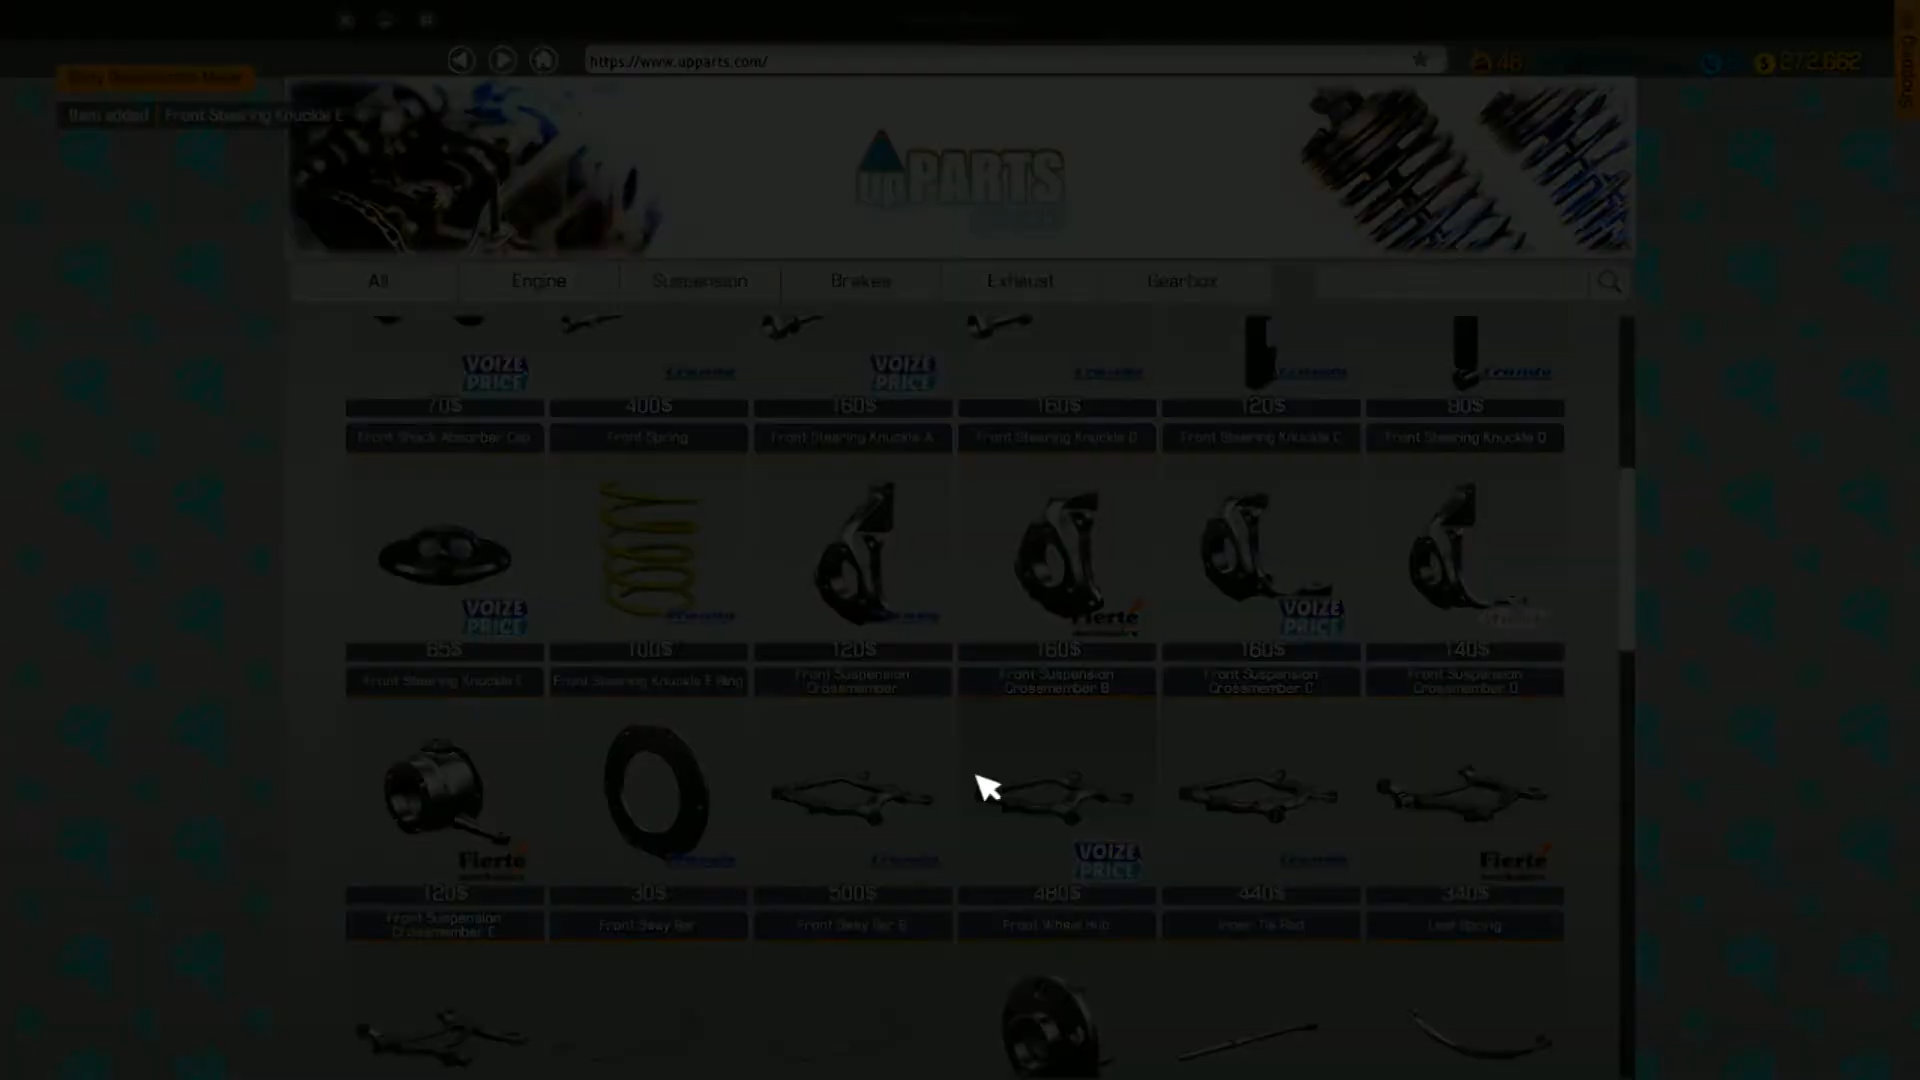 https://www.upparts.com/
48
272,662
Shopping
Item added
Front Steering Knuckle E
upPARTS
All
Engine
Suspension
Brakes
Exhaust
Gearbox
VOIZE PRICE
VOIZE PRICE
70$
400$
160$
160$
120$
80$
Front Shock Absorber Cap
Front Spring
Front Steering Knuckle A
Front Steering Knuckle B
Front Steering Knuckle C
Front Steering Knuckle D
VOIZE PRICE
Fierte
VOIZE PRICE
65$
100$
120$
160$
160$
140$
Front Steering Knuckle E
Front Steering Knuckle E Ring
Front Suspension Crossmember
Front Suspension Crossmember B
Front Suspension Crossmember C
Front Suspension Crossmember D
Fierte
VOIZE PRICE
Fierte
120$
30$
500$
480$
440$
340$
Front Suspension Crossmember E
Front Sway Bar
Front Sway Bar B
Front Wheel Hub
Inner Tie Rod
Leaf Spring